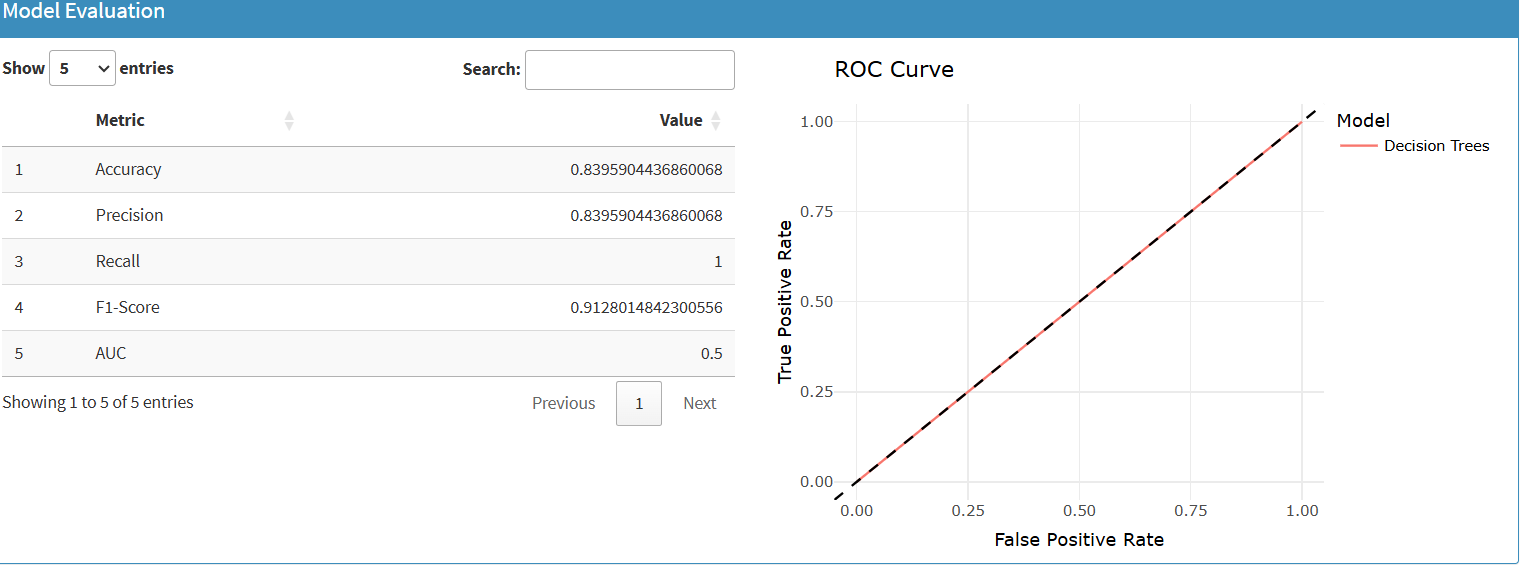 Model Evaluation
Show 5 entries
Search:
Metric Value
1 Accuracy 0.8395904436860068
2 Precision 0.8395904436860068
3 Recall 1
4 F1-Score 0.9128014842300556
5 AUC 0.5
Showing 1 to 5 of 5 entries
Previous 1 Next
ROC Curve
True Positive Rate
1.00
0.75
0.50
0.25
0.00
0.00 0.25 0.50 0.75 1.00
False Positive Rate
Model
Decision Trees